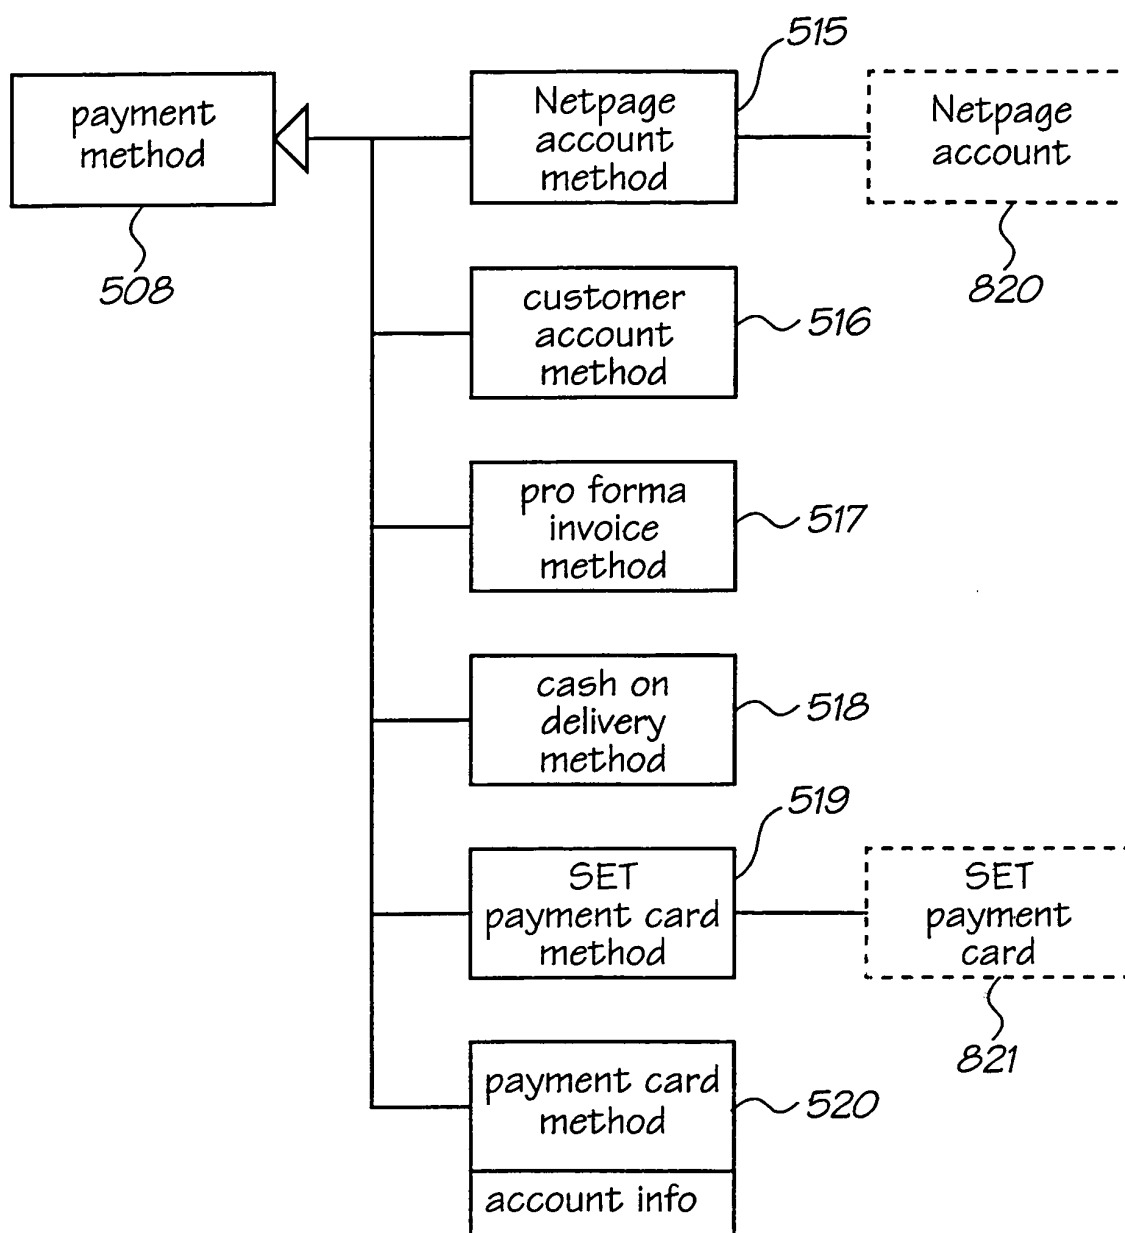 515
payment
method
508
Netpage
account
method
Netpage
account
820
customer
account
method
516
pro forma
invoice
method
517
cash on
delivery
method
518
519
SET
payment card
method
SET
payment
card
821
payment card
method
520
account info